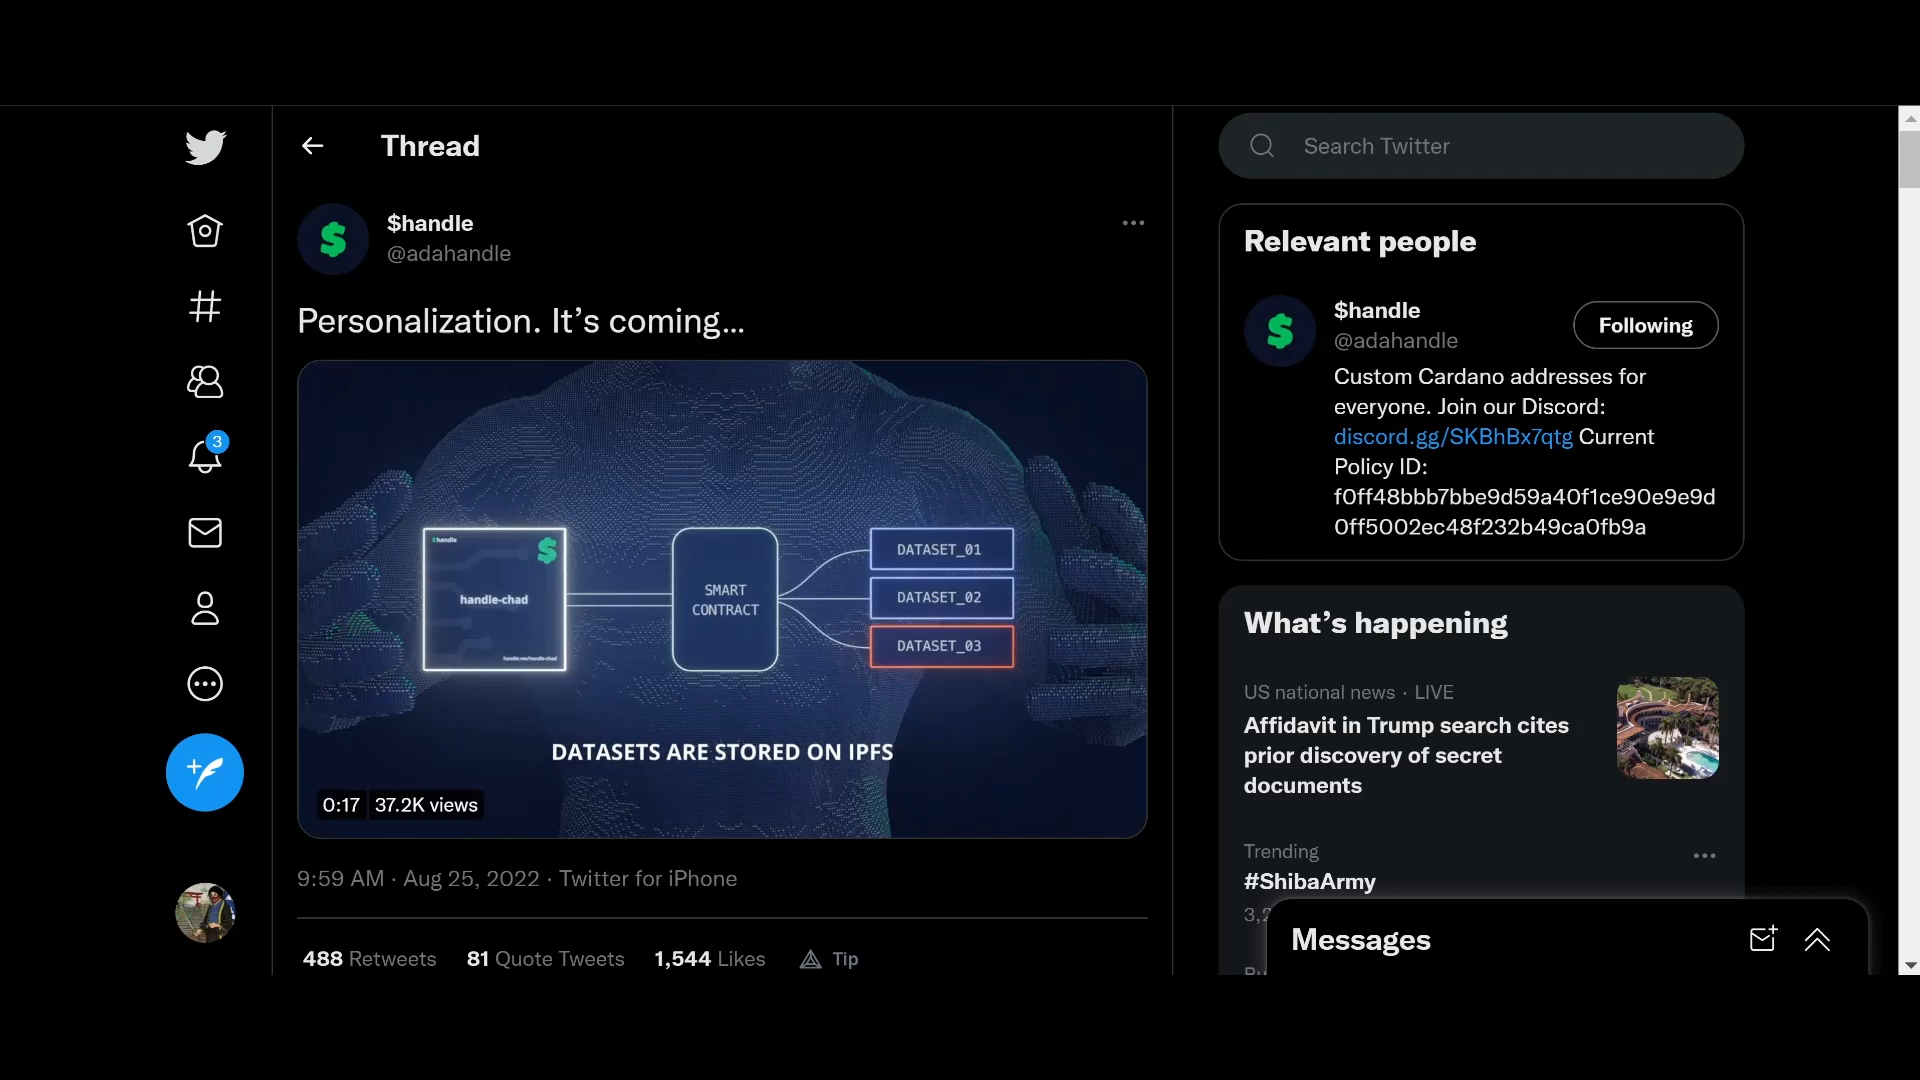 Thread
Search Twitter
$handle
@adahandle
Personalization. It’s coming...
$handle
handle-chad
handle.me/handle-chad
SMART
CONTRACT
DATASET_01
DATASET_02
DATASET_03
DATASETS ARE STORED ON IPFS
0:17 37.2K views
9:59 AM · Aug 25, 2022 · Twitter for iPhone
488 Retweets 81 Quote Tweets 1,544 Likes Tip
3
Relevant people
$handle
@adahandle
Following
Custom Cardano addresses for
everyone. Join our Discord:
discord.gg/SKBhBx7qtg Current
Policy ID:
f0ff48bbb7bbe9d59a40f1ce90e9e9d
0ff5002ec48f232b49ca0fb9a
What’s happening
US national news · LIVE
Affidavit in Trump search cites
prior discovery of secret
documents
Trending
#ShibaArmy
Messages